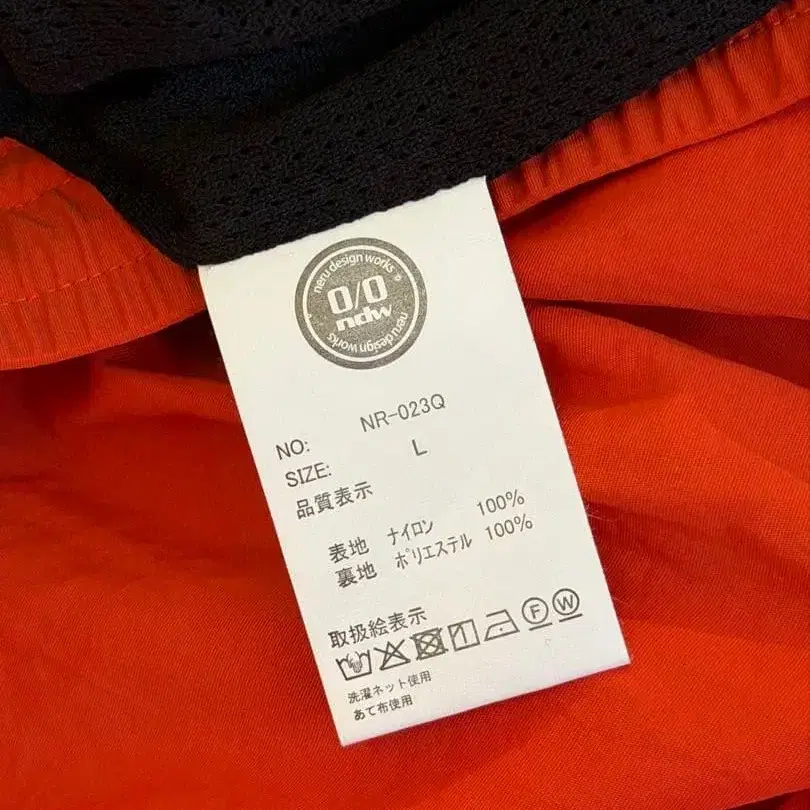 neru design works
0/0
ndw
neru design works
NO: NR-023Q
SIZE: L
品質表示
表地 ナイロン 100%
裏地 ポリエステル 100%
取扱絵表示
F W
洗濯ネット使用
あて布使用